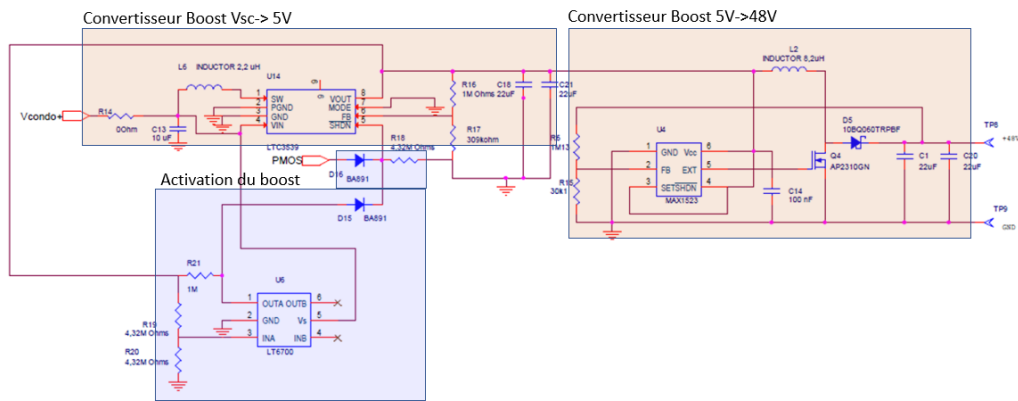 Convertisseur Boost Vsc-> 5V
Convertisseur Boost 5V->48V
L5 INDUCTOR 2,2 uH
U14
9
9
1 SW
2 PGND
3 GND
4 VIN
VOUT 8
MODE 7
FB 6
SHDN 5
LTC3539
Vcondo+
R14
0Ohm
C13
10 uF
R16
1M Ohms
C18
22uF
C21
22uF
R17
309kohm
R18
4,32M Ohms
PMOS
D16
BA891
Activation du boost
D15
BA891
R21
1M
U6
1 OUTA
2 GND
3 INA
OUTB 6
Vs 5
INB 4
LT6700
R19
4,32M Ohms
R20
4,32M Ohms
L2
INDUCTOR 8,2uH
D5
10BQ060TRPBF
TP8
+48V
R6
1M13
U4
1 GND
2 FB
3 SET
Vcc 6
EXT 5
SHDN 4
MAX1523
R15
30k1
C14
100 nF
Q4
AP2310GN
C1
22uF
C20
22uF
TP9
GND